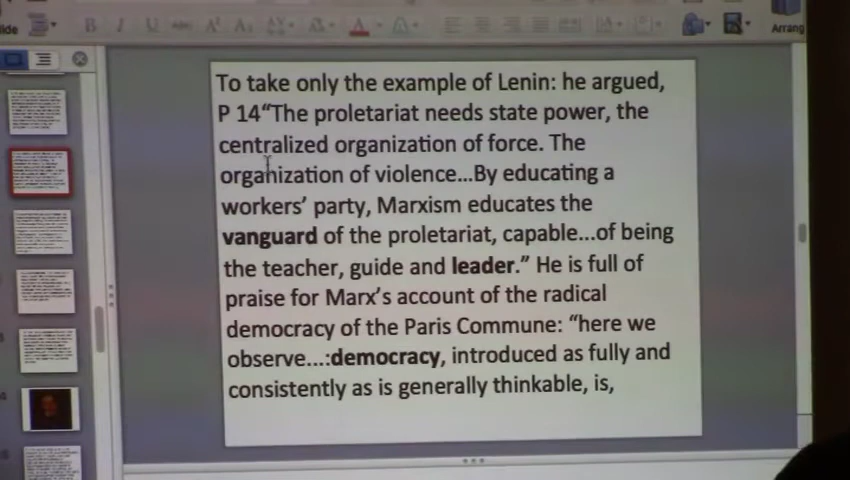 ide
Arrang
To take only the example of Lenin: he argued,
P 14“The proletariat needs state power, the
centralized organization of force. The
organization of violence...By educating a
workers’ party, Marxism educates the
vanguard of the proletariat, capable...of being
the teacher, guide and leader.” He is full of
praise for Marx’s account of the radical
democracy of the Paris Commune: “here we
observe...:democracy, introduced as fully and
consistently as is generally thinkable, is,